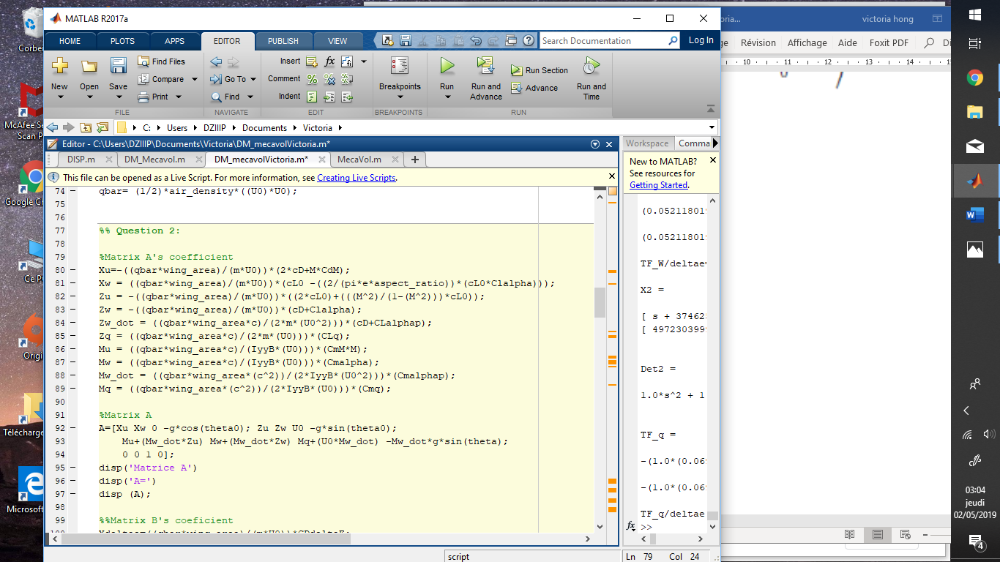 Corbei
McAfee Se
Scan P
Google Ch
Ce PC
Origi
Télécharge
Microsoft
MATLAB R2017a
HOME PLOTS APPS EDITOR PUBLISH VIEW
Search Documentation
Log In
New Open Save
Find Files
Compare
Print
FILE
Go To
Find
NAVIGATE
Insert
Comment
Indent
EDIT
Breakpoints
BREAKPOINTS
Run
Run and Advance
Run Section
Advance
Run and Time
RUN
C: Users DZIIIP Documents Victoria
Editor - C:\Users\DZIIIP\Documents\Victoria\DM_mecavolVictoria.m*
DISP.m DM_Mecavol.m DM_mecavolVictoria.m* MecaVol.m
This file can be opened as a Live Script. For more information, see Creating Live Scripts.
74 qbar= (1/2)*air_density*((U0)*U0);
75
76
77 %% Question 2:
78
79 %Matrix A's coefficient
80 Xu=-((qbar*wing_area)/(m*U0))*(2*cD+M*CdM);
81 Xw = ((qbar*wing_area)/(m*U0))*(cL0 -((2/(pi*e*aspect_ratio))*(cL0*Clalpha)));
82 Zu = -((qbar*wing_area)/(m*U0))*((2*cL0)+(((M^2)/(1-(M^2)))*cL0));
83 Zw = -((qbar*wing_area)/(m*U0))*(cD+Clalpha);
84 Zw_dot = ((qbar*wing_area*c)/(2*m*(U0^2)))*(cD+CLalphap);
85 Zq = ((qbar*wing_area*c)/(2*m*(U0)))*(CLq);
86 Mu = ((qbar*wing_area*c)/(IyyB*(U0)))*(CmM*M);
87 Mw = ((qbar*wing_area*c)/(IyyB*(U0)))*(Cmalpha);
88 Mw_dot = ((qbar*wing_area*(c^2))/(2*IyyB*(U0^2)))*(Cmalphap);
89 Mq = ((qbar*wing_area*(c^2))/(2*IyyB*(U0)))*(Cmq);
90
91 %Matrix A
92 A=[Xu Xw 0 -g*cos(theta0); Zu Zw U0 -g*sin(theta0);
93 Mu+(Mw_dot*Zu) Mw+(Mw_dot*Zw) Mq+(U0*Mw_dot) -Mw_dot*g*sin(theta);
94 0 0 1 0];
95 disp('Matrice A')
96 disp('A=')
97 disp (A);
98
99 %%Matrix B's coeficient
Workspace Comma
New to MATLAB?
See resources for
Getting Started.
(0.05211801
(0.05211801
TF_W/deltae=
X2 =
[ s + 37462
[ 497230399
Det2 =
1.0*s^2 + 1
TF_q =
-(1.0*(0.06
-(1.0*(0.06
TF_q/deltae
fx >>
script
Ln 79 Col 24
oria...
victoria hong
ge Révision Affichage Aide Foxit PDF Di
10 11 12 13 14 15
03:04
jeudi
02/05/2019
4